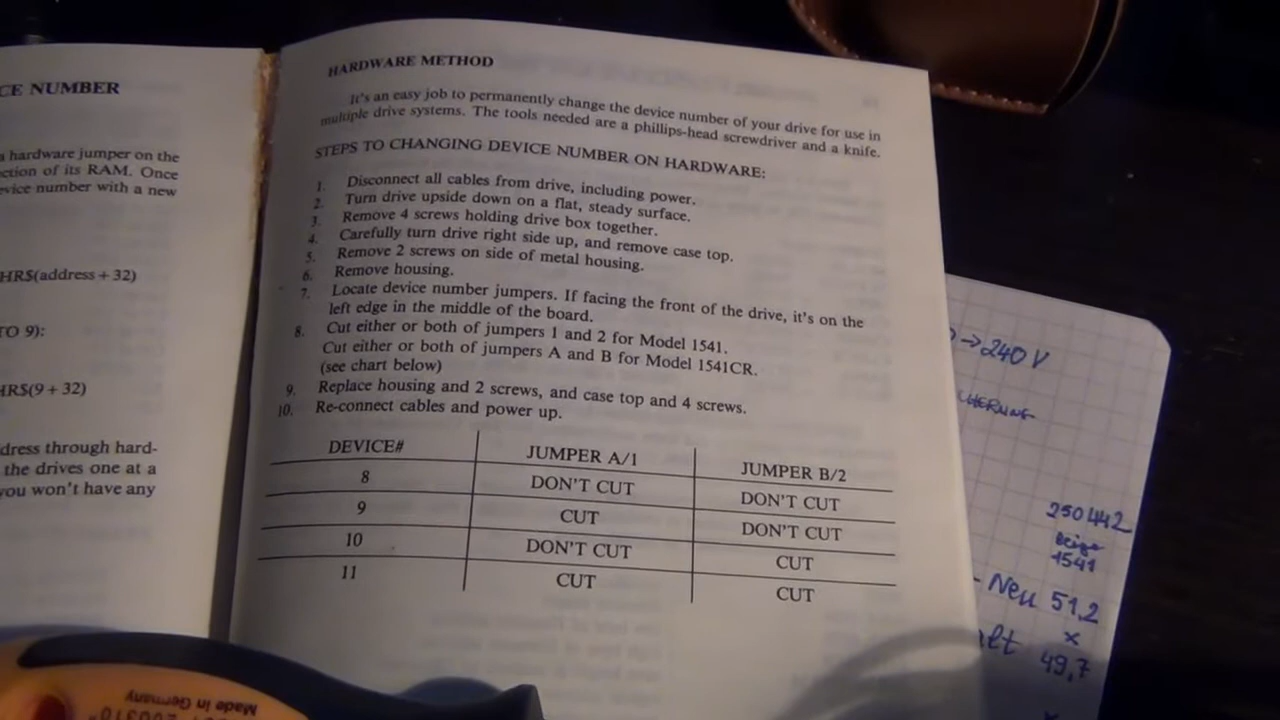 CE NUMBER
a hardware jumper on the
ction of its RAM. Once
evice number with a new
HR$(address + 32)
TO 9):
HR$(9 + 32)
dress through hard-
the drives one at a
you won't have any
HARDWARE METHOD
It's an easy job to permanently change the device number of your drive for use in
multiple drive systems. The tools needed are a phillips-head screwdriver and a knife.
STEPS TO CHANGING DEVICE NUMBER ON HARDWARE:
1. Disconnect all cables from drive, including power.
2. Turn drive upside down on a flat, steady surface.
3. Remove 4 screws holding drive box together.
4. Carefully turn drive right side up, and remove case top.
5. Remove 2 screws on side of metal housing.
6. Remove housing.
7. Locate device number jumpers. If facing the front of the drive, it's on the
left edge in the middle of the board.
8. Cut either or both of jumpers 1 and 2 for Model 1541.
Cut either or both of jumpers A and B for Model 1541CR.
(see chart below)
9. Replace housing and 2 screws, and case top and 4 screws.
10. Re-connect cables and power up.
DEVICE# JUMPER A/1 JUMPER B/2
8 DON'T CUT DON'T CUT
9 CUT DON'T CUT
10 DON'T CUT CUT
11 CUT CUT
→240 V
CHERUNG
250442
Beige
1541
- Neu 51,2
x
alt 49,7
x
Made in Germany